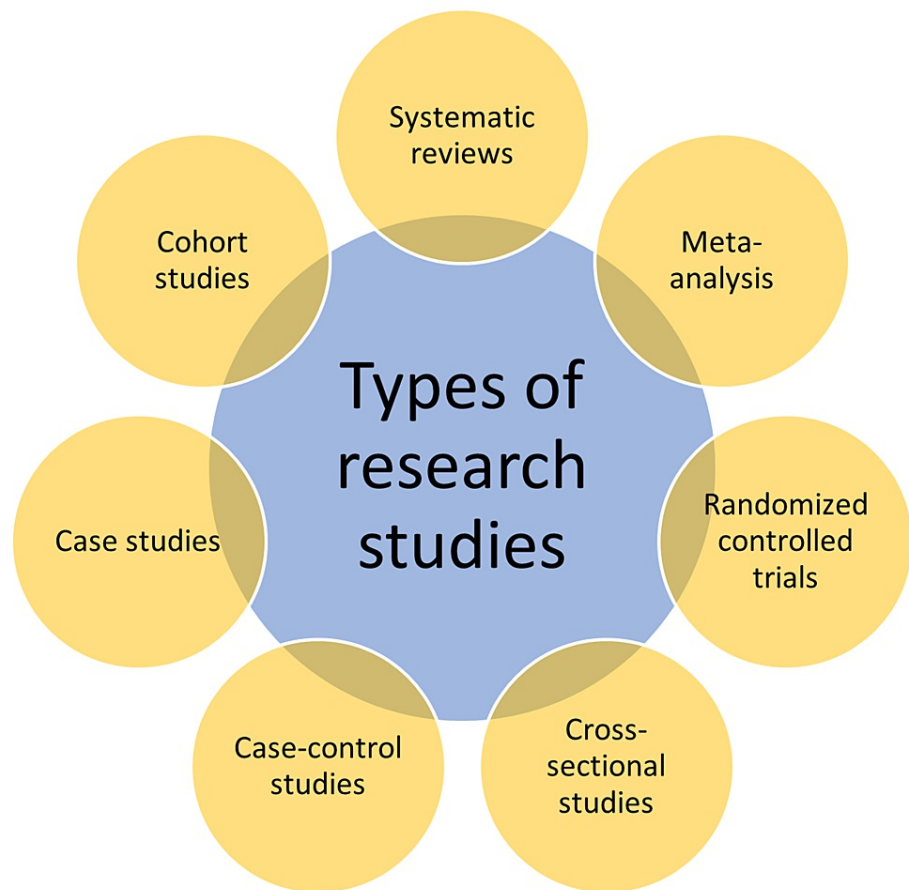 Systematic
reviews
Meta-
analysis
Randomized
controlled
trials
Cross-
sectional
studies
Case-control
studies
Case studies
Cohort
studies
Types of
research
studies